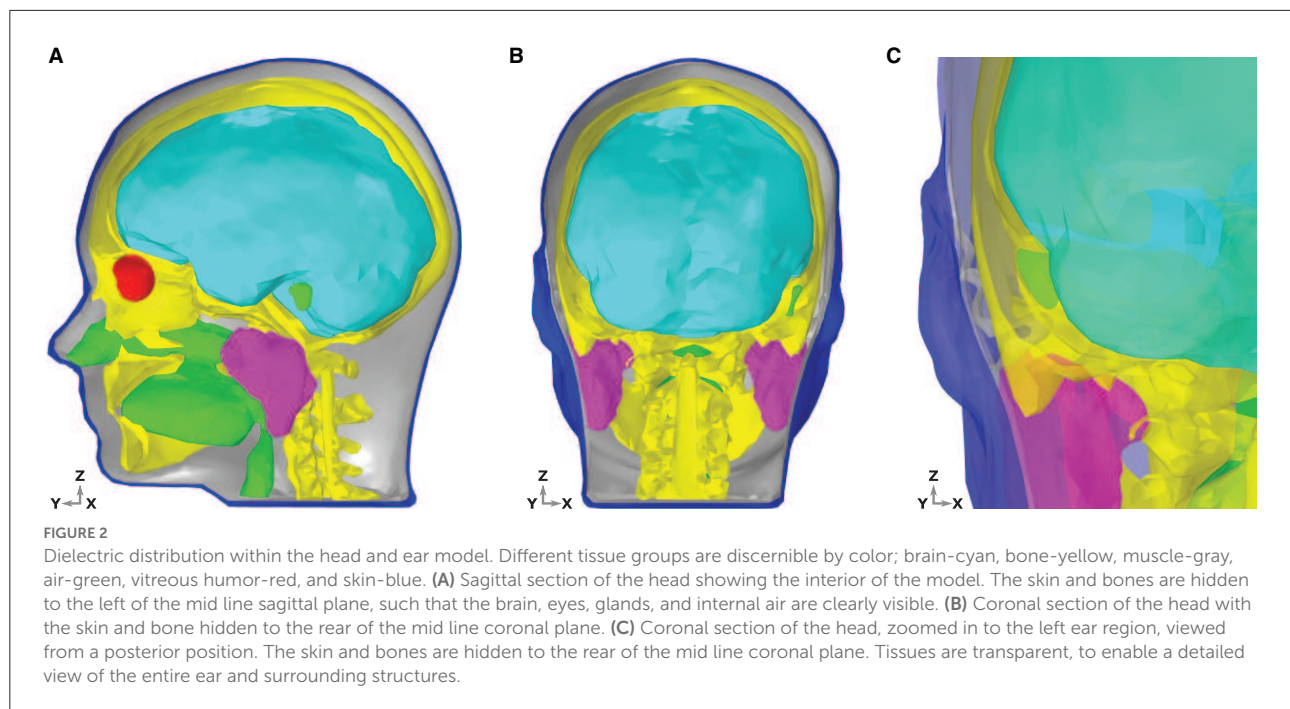 A
B
C
Z
Y
X
Z
Y
X
Z
Y
X
FIGURE 2
Dielectric distribution within the head and ear model. Different tissue groups are discernible by color; brain-cyan, bone-yellow, muscle-gray,
air-green, vitreous humor-red, and skin-blue. (A) Sagittal section of the head showing the interior of the model. The skin and bones are hidden
to the left of the mid line sagittal plane, such that the brain, eyes, glands, and internal air are clearly visible. (B) Coronal section of the head with
the skin and bone hidden to the rear of the mid line coronal plane. (C) Coronal section of the head, zoomed in to the left ear region, viewed
from a posterior position. The skin and bones are hidden to the rear of the mid line coronal plane. Tissues are transparent, to enable a detailed
view of the entire ear and surrounding structures.